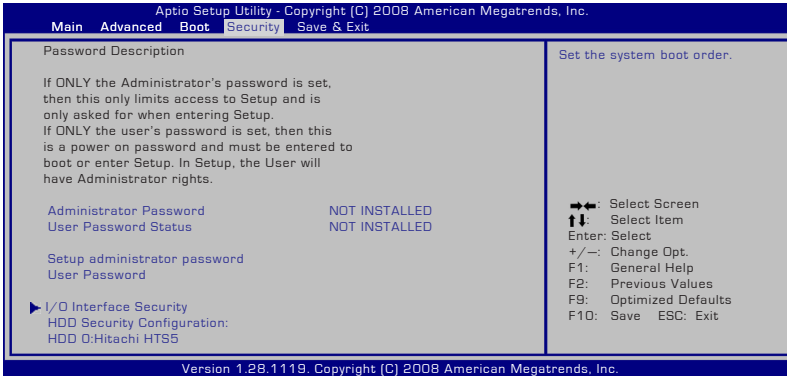 Aptio Setup Utility - Copyright (C) 2008 American Megatrends, Inc.
Main Advanced Boot Security Save & Exit
Password Description
If ONLY the Administrator's password is set,
then this only limits access to Setup and is
only asked for when entering Setup.
If ONLY the user's password is set, then this
is a power on password and must be entered to
boot or enter Setup. In Setup, the User will
have Administrator rights.
Administrator Password NOT INSTALLED
User Password Status NOT INSTALLED
Setup administrator password
User Password
I/O Interface Security
HDD Security Configuration:
HDD 0:Hitachi HTS5
Set the system boot order.
→←: Select Screen
↑↓: Select Item
Enter: Select
+/—: Change Opt.
F1: General Help
F2: Previous Values
F9: Optimized Defaults
F10: Save ESC: Exit
Version 1.28.1119. Copyright (C) 2008 American Megatrends, Inc.